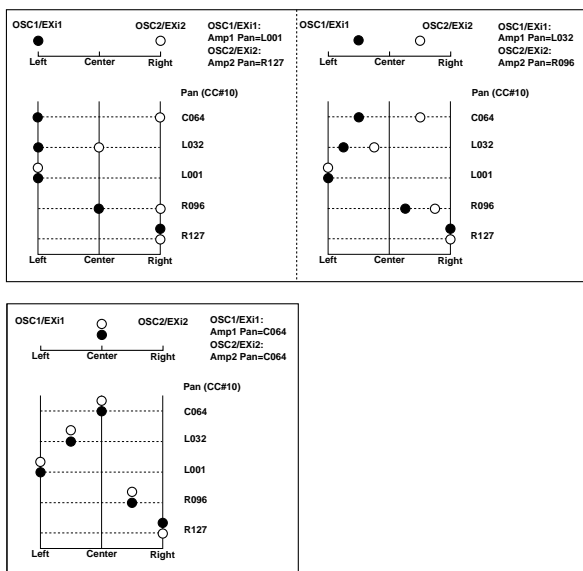 OSC1/EXi1 OSC2/EXi2 OSC1/EXi1:
Amp1 Pan=L001
OSC2/EXi2:
Amp2 Pan=R127
Left Center Right
Pan (CC#10)
C064
L032
L001
R096
R127
Left Center Right
OSC1/EXi1 OSC2/EXi2 OSC1/EXi1:
Amp1 Pan=L032
OSC2/EXi2:
Amp2 Pan=R096
Left Center Right
Pan (CC#10)
C064
L032
L001
R096
R127
Left Center Right
OSC1/EXi1 OSC2/EXi2 OSC1/EXi1:
Amp1 Pan=C064
OSC2/EXi2:
Amp2 Pan=C064
Left Center Right
Pan (CC#10)
C064
L032
L001
R096
R127
Left Center Right